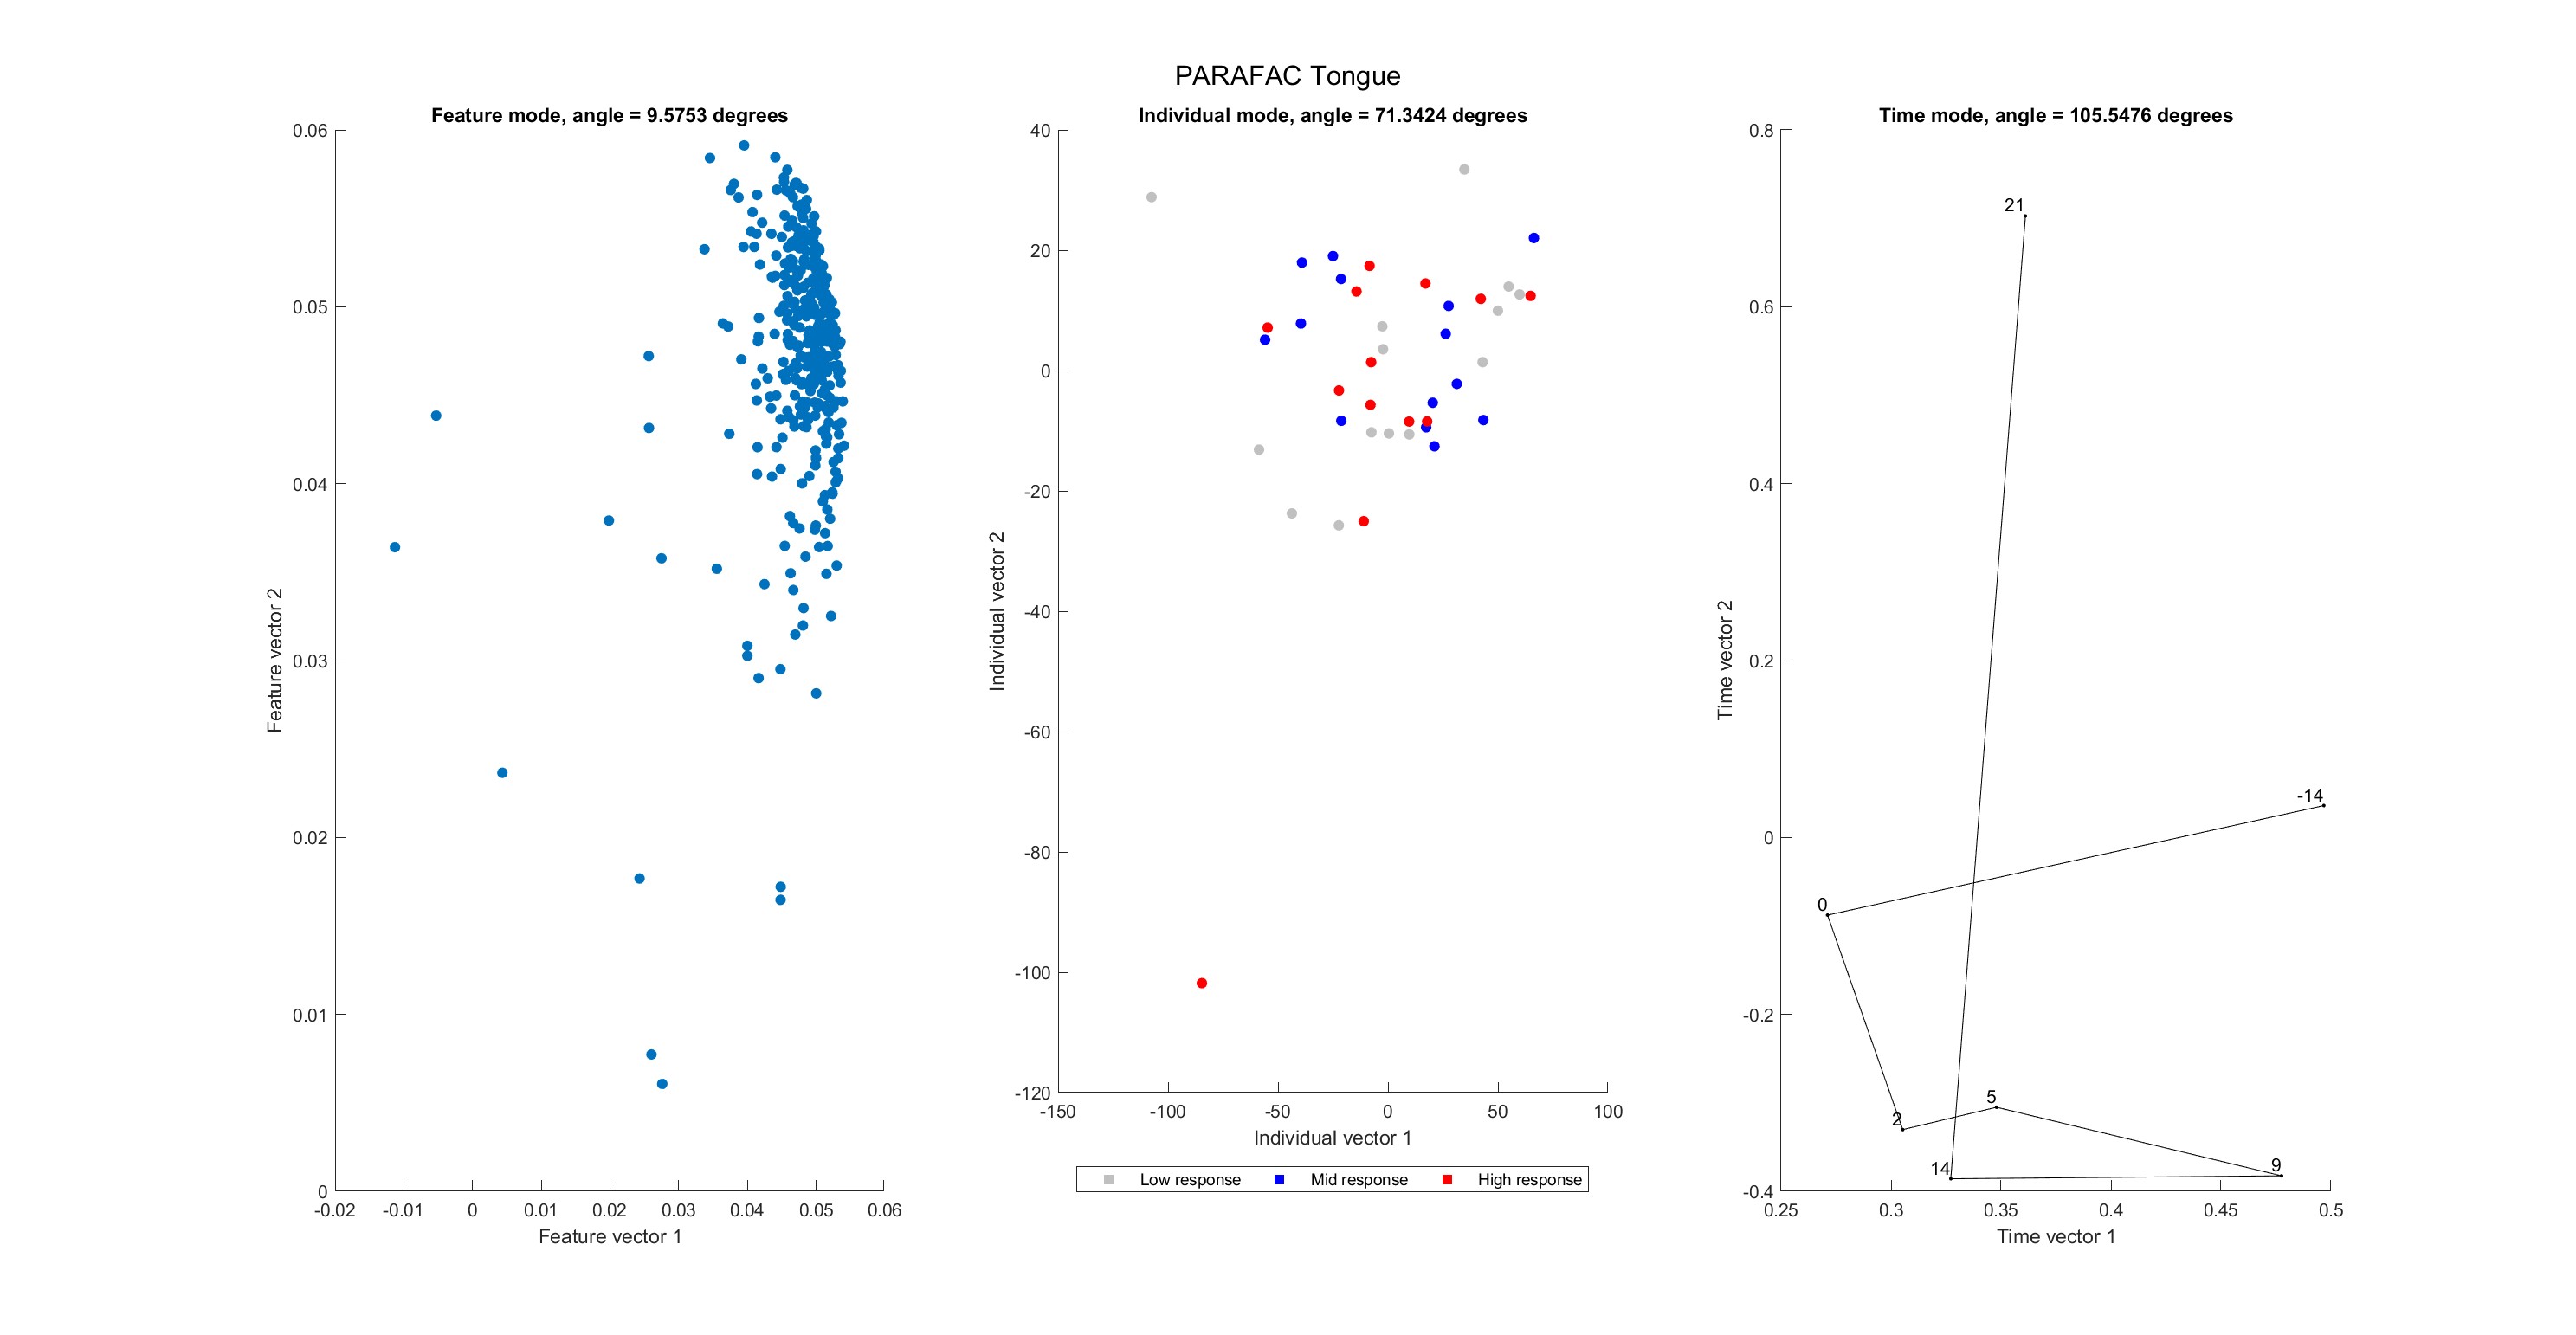 PARAFAC Tongue
Feature mode, angle = 9.5753 degrees
0.06
0.05
0.04
0.03
0.02
0.01
0
-0.02 -0.01 0 0.01 0.02 0.03 0.04 0.05 0.06
Feature vector 1
Feature vector 2
Individual mode, angle = 71.3424 degrees
40
20
0
-20
-40
-60
-80
-100
-120
-150 -100 -50 0 50 100
Individual vector 1
Individual vector 2
Low response Mid response High response
Time mode, angle = 105.5476 degrees
0.8
0.6
0.4
0.2
0
-0.2
-0.4
0.25 0.3 0.35 0.4 0.45 0.5
Time vector 1
Time vector 2
21
-14
0
5
2
9
14